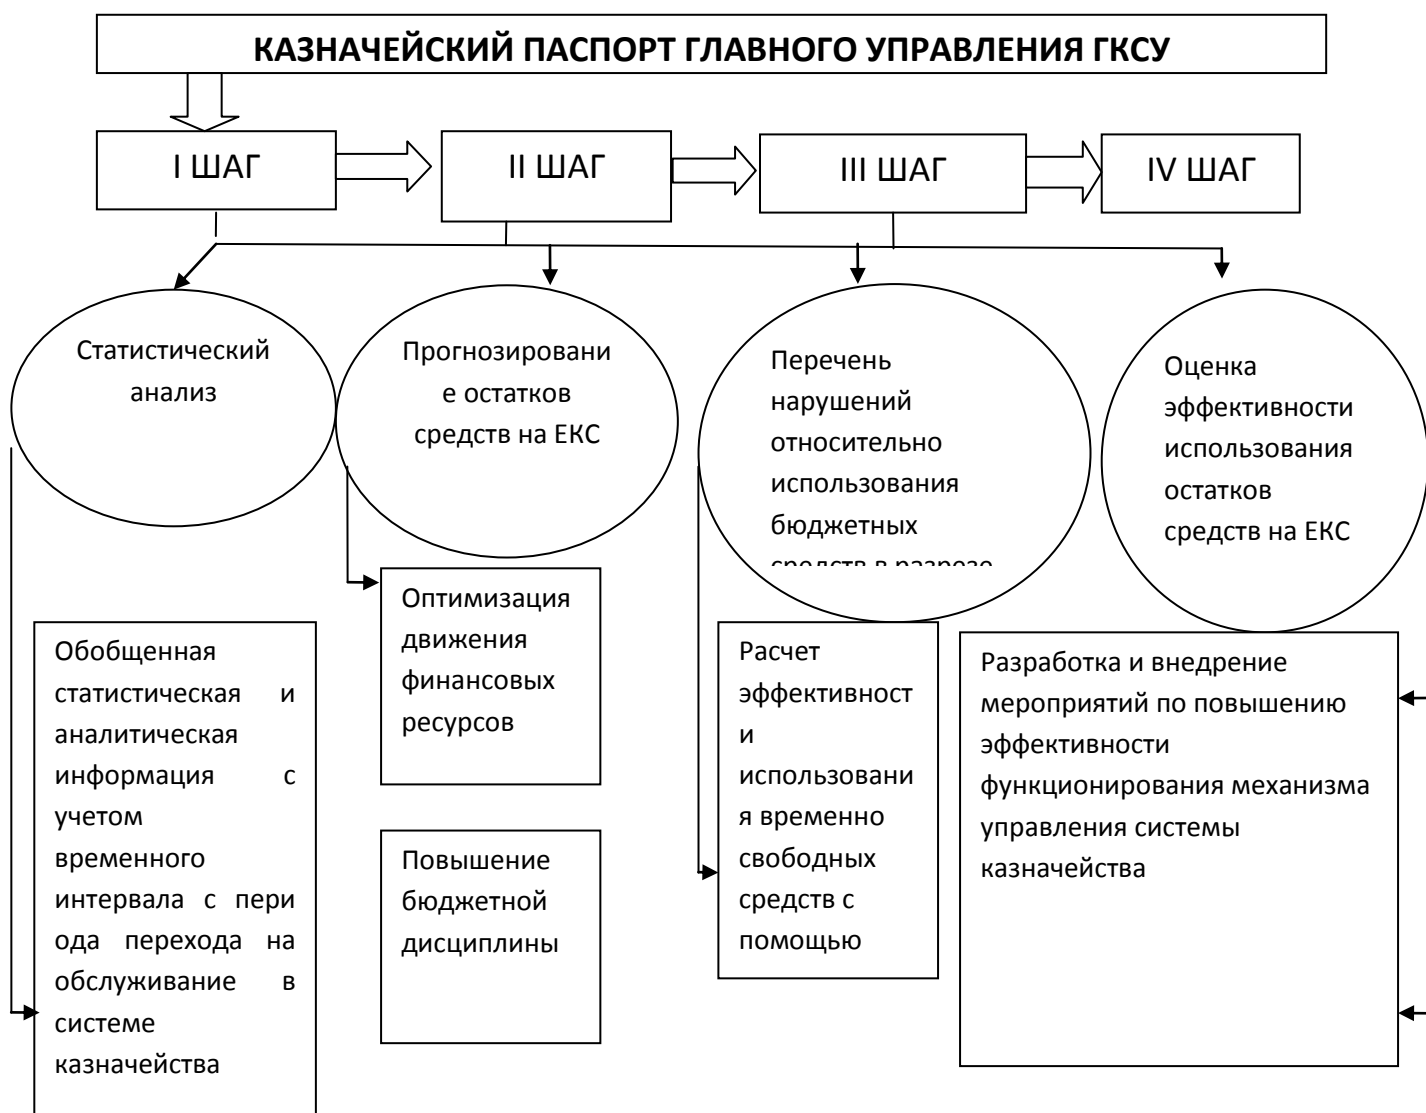 КАЗНАЧЕЙСКИЙ ПАСПОРТ ГЛАВНОГО УПРАВЛЕНИЯ ГКСУ
I ШАГ
II ШАГ
III ШАГ
IV ШАГ
Статистический
анализ
Прогнозировани
е остатков
средств на ЕКС
Перечень
нарушений
относительно
использования
бюджетных
средств в разрезе
Оценка
эффективности
использования
остатков
средств на ЕКС
Обобщенная
статистическая и
аналитическая
информация с
учетом
временного
интервала с пери
ода перехода на
обслуживание в
системе
казначейства
Оптимизация
движения
финансовых
ресурсов
Повышение
бюджетной
дисциплины
Расчет
эффективност
и
использовани
я временно
свободных
средств с
помощью
Разработка и внедрение
мероприятий по повышению
эффективности
функционирования механизма
управления системы
казначейства